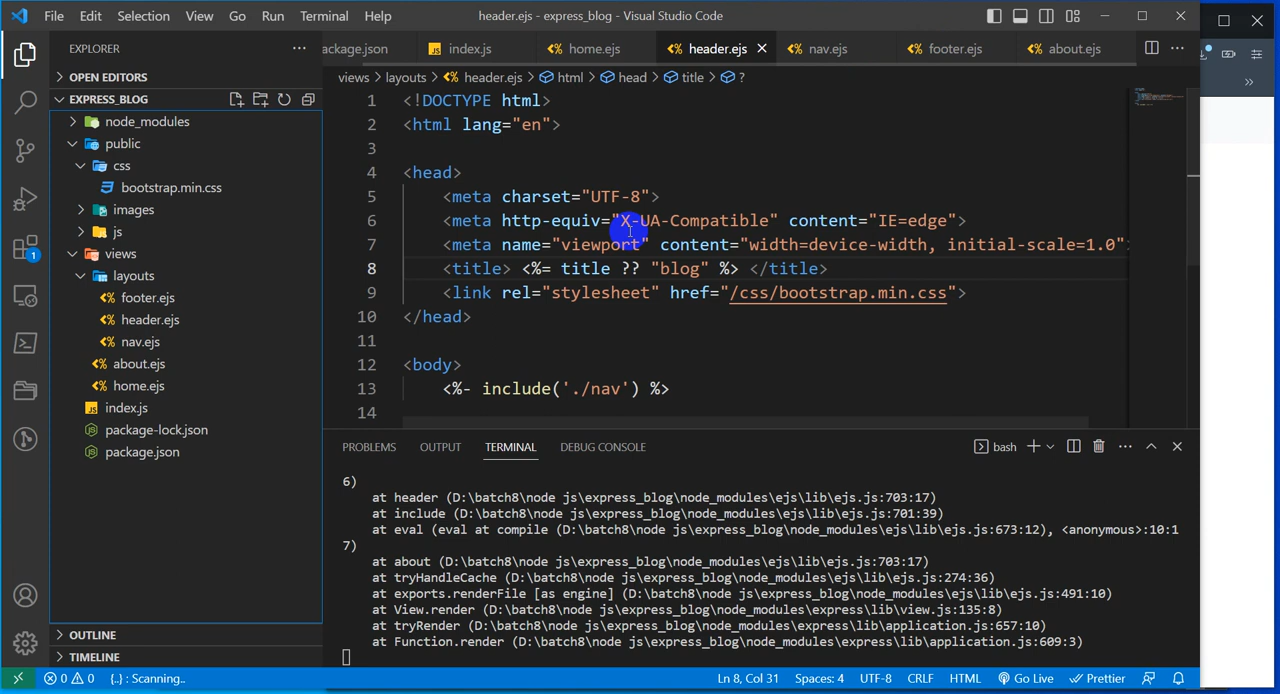 File Edit Selection View Go Run Terminal Help header.ejs - express_blog - Visual Studio Code
EXPLORER
OPEN EDITORS
EXPRESS_BLOG
node_modules
public
css
bootstrap.min.css
images
js
views
layouts
footer.ejs
header.ejs
nav.ejs
about.ejs
home.ejs
JS index.js
package-lock.json
package.json
OUTLINE
TIMELINE
ackage.json JS index.js home.ejs header.ejs nav.ejs footer.ejs about.ejs
views > layouts > header.ejs > html > head > title > ?
1 <!DOCTYPE html>
2 <html lang="en">
3
4 <head>
5 <meta charset="UTF-8">
6 <meta http-equiv="X-UA-Compatible" content="IE=edge">
7 <meta name="viewport" content="width=device-width, initial-scale=1.0">
8 <title> <%= title ?? "blog" %> </title>
9 <link rel="stylesheet" href="/css/bootstrap.min.css">
10 </head>
11
12 <body>
13 <%- include('./nav') %>
14
PROBLEMS OUTPUT TERMINAL DEBUG CONSOLE bash
6)
at header (D:\batch8\node js\express_blog\node_modules\ejs\lib\ejs.js:703:17)
at include (D:\batch8\node js\express_blog\node_modules\ejs\lib\ejs.js:701:39)
at eval (eval at compile (D:\batch8\node js\express_blog\node_modules\ejs\lib\ejs.js:673:12), <anonymous>:10:1
7)
at about (D:\batch8\node js\express_blog\node_modules\ejs\lib\ejs.js:703:17)
at tryHandleCache (D:\batch8\node js\express_blog\node_modules\ejs\lib\ejs.js:274:36)
at exports.renderFile [as engine] (D:\batch8\node js\express_blog\node_modules\ejs\lib\ejs.js:491:10)
at View.render (D:\batch8\node js\express_blog\node_modules\express\lib\view.js:135:8)
at tryRender (D:\batch8\node js\express_blog\node_modules\express\lib\application.js:657:10)
at Function.render (D:\batch8\node js\express_blog\node_modules\express\lib\application.js:609:3)
1
0 0 {..} : Scanning.. Ln 8, Col 31 Spaces: 4 UTF-8 CRLF HTML Go Live Prettier